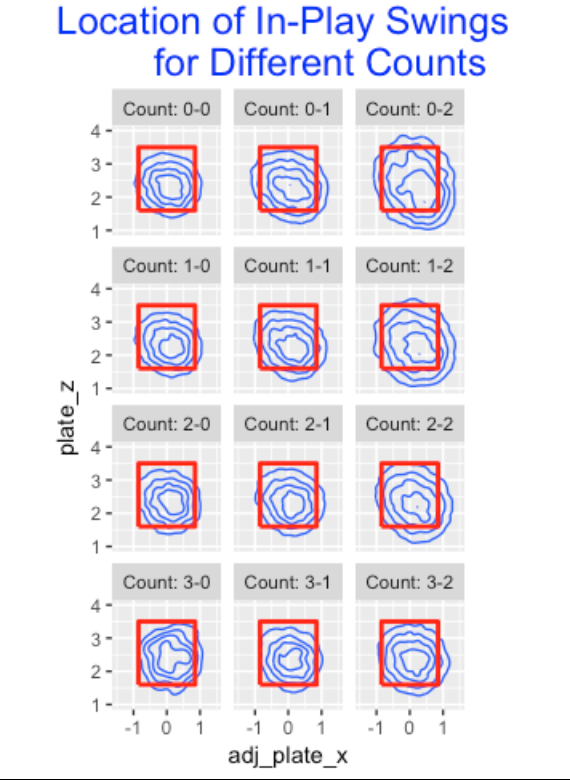 Location of In-Play Swings
for Different Counts
Count: 0-0 Count: 0-1 Count: 0-2
4
3
2
1
Count: 1-0 Count: 1-1 Count: 1-2
4
3
2
1
plate_z
Count: 2-0 Count: 2-1 Count: 2-2
4
3
2
1
Count: 3-0 Count: 3-1 Count: 3-2
4
3
2
1
-1 0 1 -1 0 1 -1 0 1
adj_plate_x